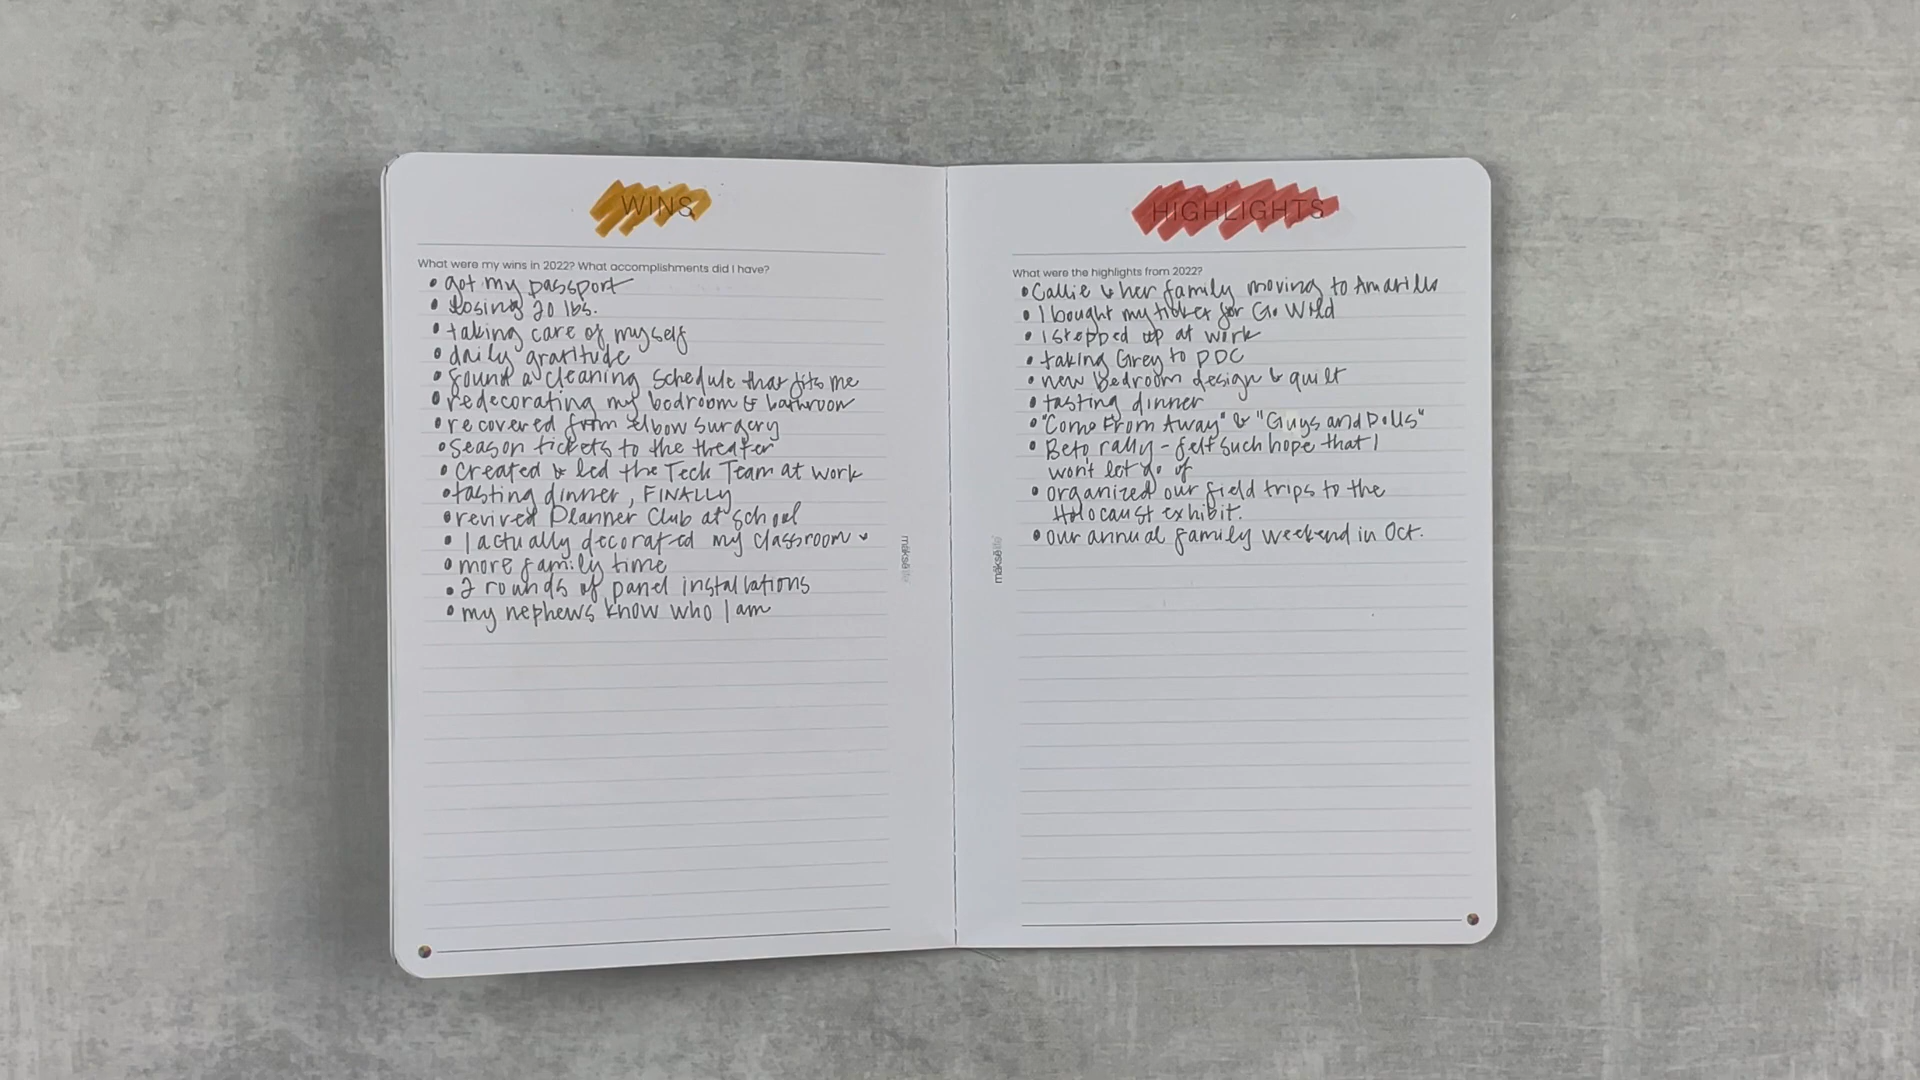 WINS
What were my wins in 2022? What accomplishments did I have?
• got my passport
• Losing 20 lbs.
• taking care of myself
• daily gratitude
• found a cleaning schedule that fits me
• redecorating my bedroom & bathroom
• recovered from elbow surgery
• Season tickets to the theater
• Created & led the Tech Team at work
• tasting dinner, FINALLY
• revived Planner Club at school
• I actually decorated my classroom
• more family time
• 2 rounds of panel installations
• my nephews know who I am
mäksēlife
HIGHLIGHTS
What were the highlights from 2022?
• Callie & her family moving to Amarillo
• I bought my ticket for Go Wild
• I stepped up at work
• taking Grey to PDC
• new bedroom design & quilt
• tasting dinner
• "Come From Away" & "Guys and Dolls"
• Beto rally - felt such hope that I
won't let go of
• organized our field trips to the
Holocaust exhibit.
• our annual family weekend in Oct.
mäksēlife